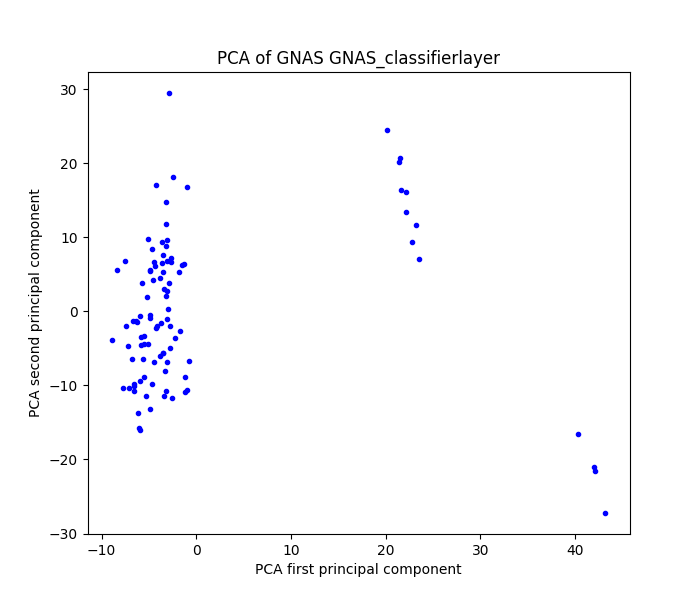 PCA of GNAS GNAS_classifierlayer
30
20
10
0
−10
−20
−30
PCA second principal component
−10 0 10 20 30 40
PCA first principal component